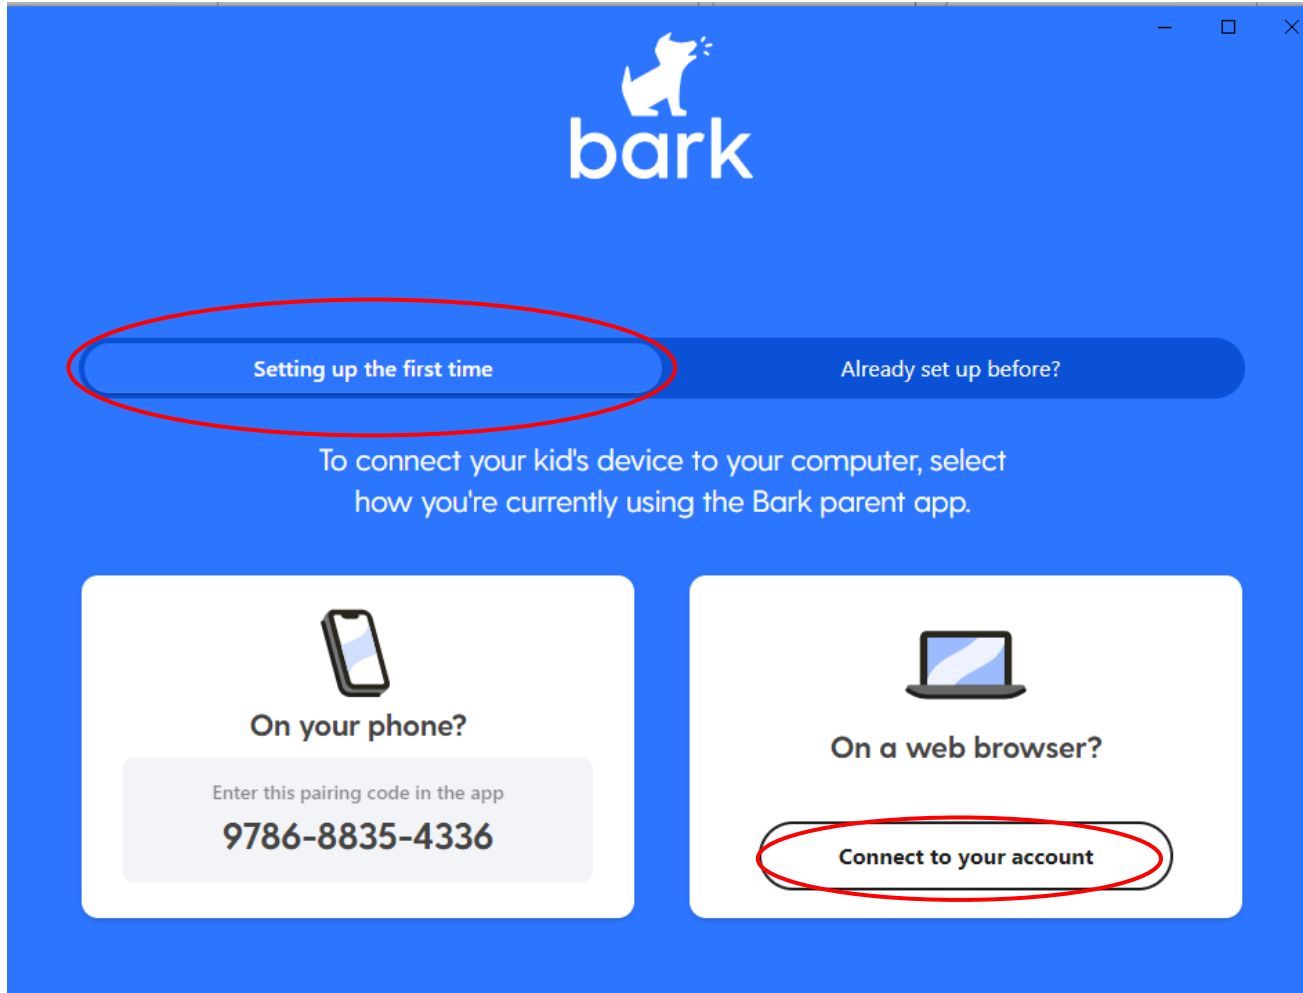 bark
Setting up the first time
Already set up before?
To connect your kid's device to your computer, select
how you're currently using the Bark parent app.
On your phone?
Enter this pairing code in the app
9786-8835-4336
On a web browser?
Connect to your account